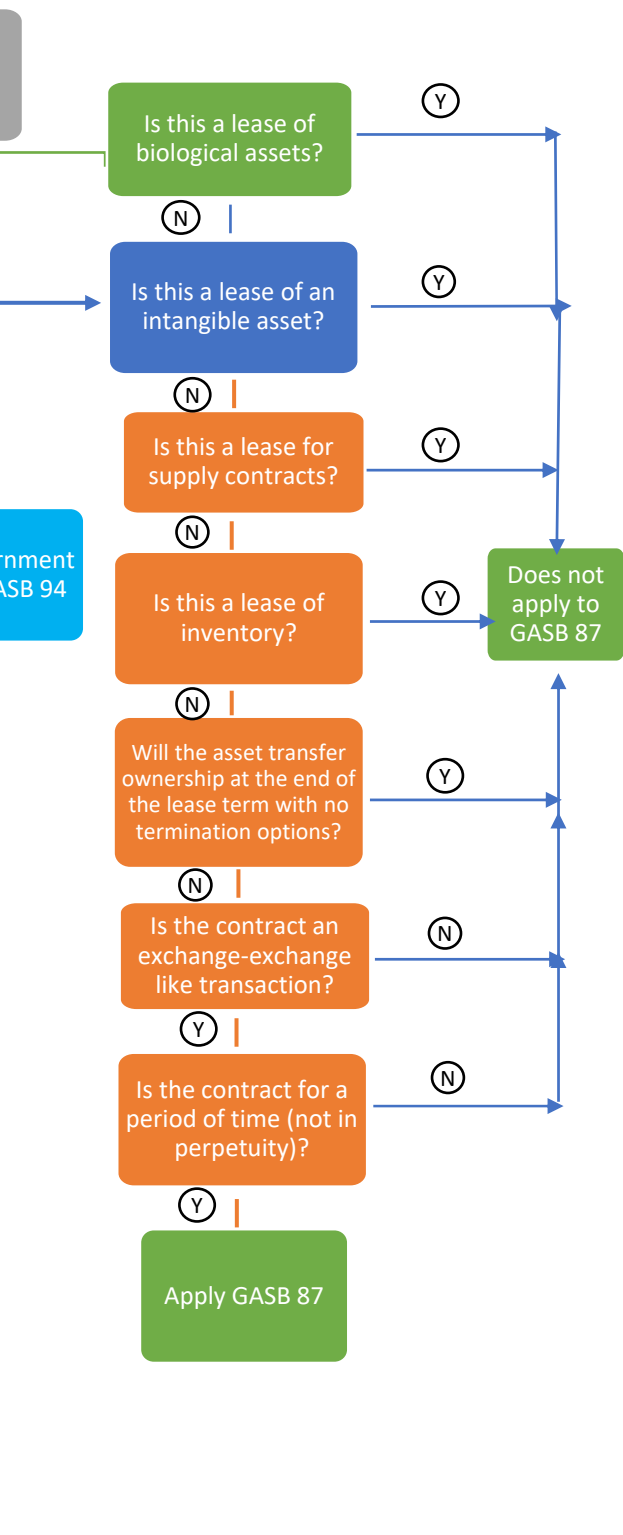 Is this a lease of
biological assets?
Y
N
Is this a lease of an
intangible asset?
Y
N
Is this a lease for
supply contracts?
Y
N
rnment
ASB 94
Is this a lease of
inventory?
Y
Does not
apply to
GASB 87
N
Will the asset transfer
ownership at the end of
the lease term with no
termination options?
Y
N
Is the contract an
exchange-exchange
like transaction?
N
Y
Is the contract for a
period of time (not in
perpetuity)?
N
Y
Apply GASB 87